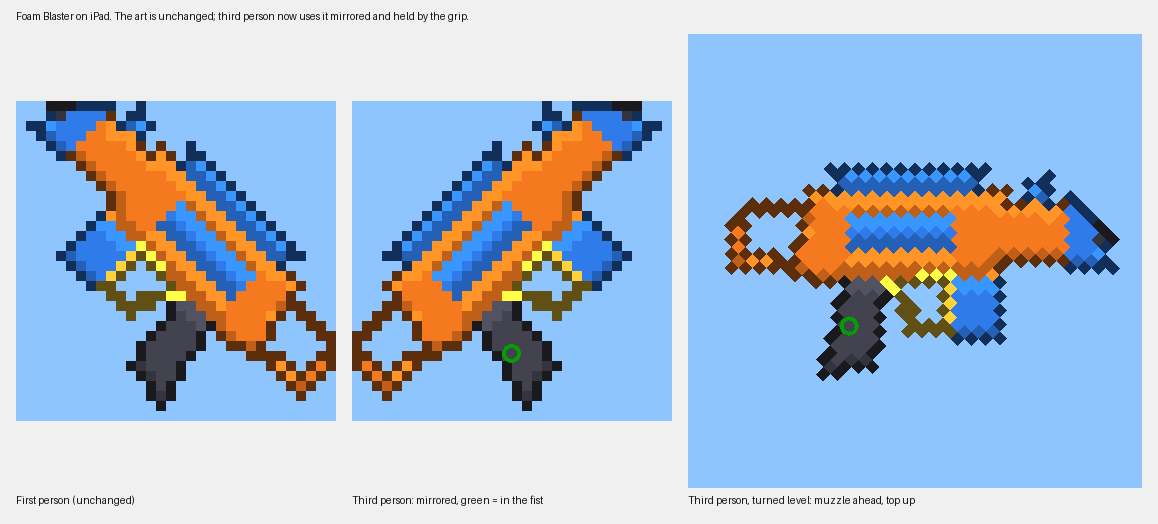 Foam Blaster on iPad. The art is unchanged; third person now uses it mirrored and held by the grip.
First person (unchanged)
Third person: mirrored, green = in the fist
Third person, turned level: muzzle ahead, top up